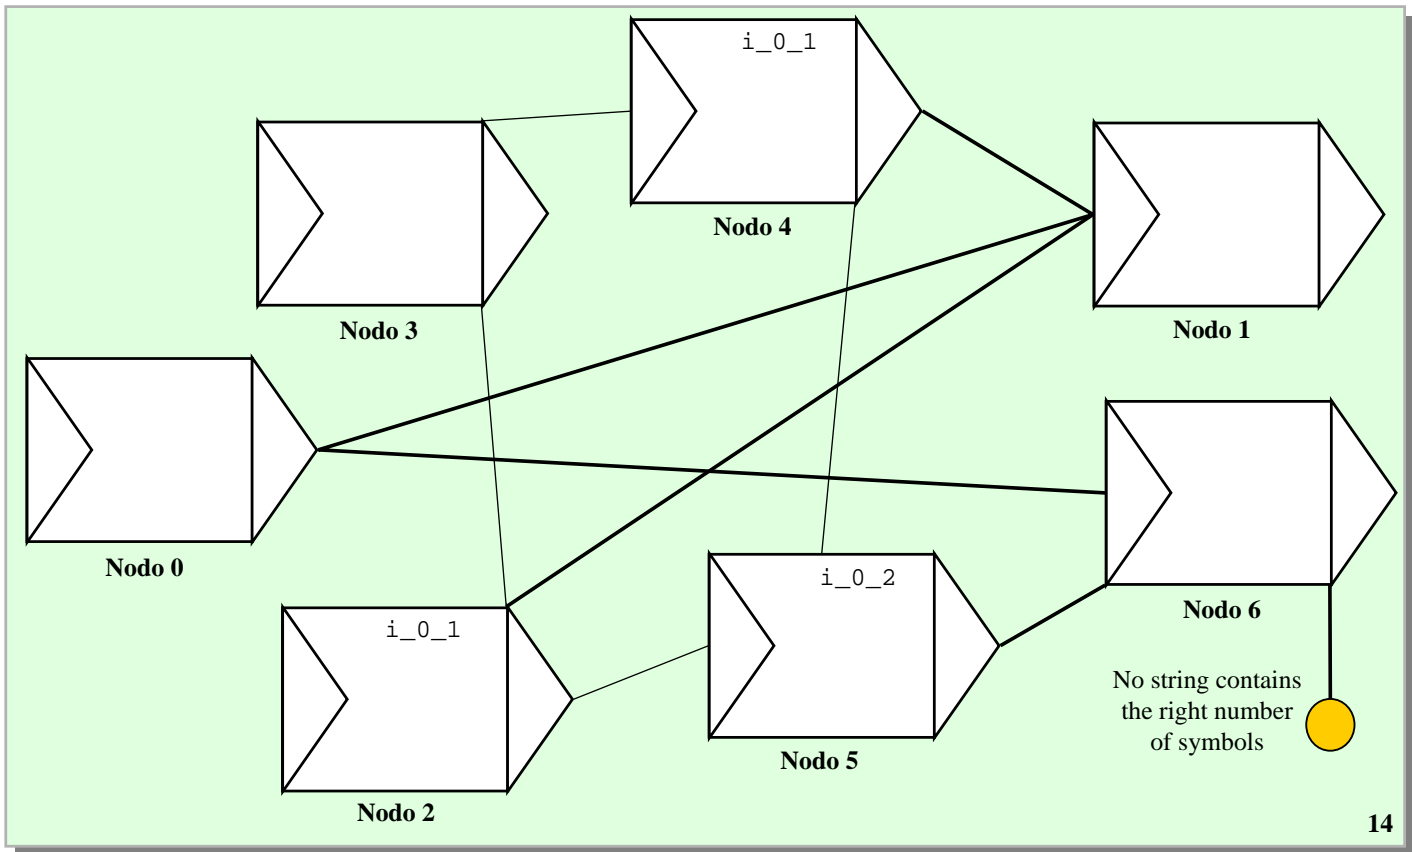 i_0_1
Nodo 4
Nodo 3
Nodo 1
Nodo 0
i_0_2
Nodo 6
i_0_1
Nodo 5
Nodo 2
No string contains
the right number
of symbols
14